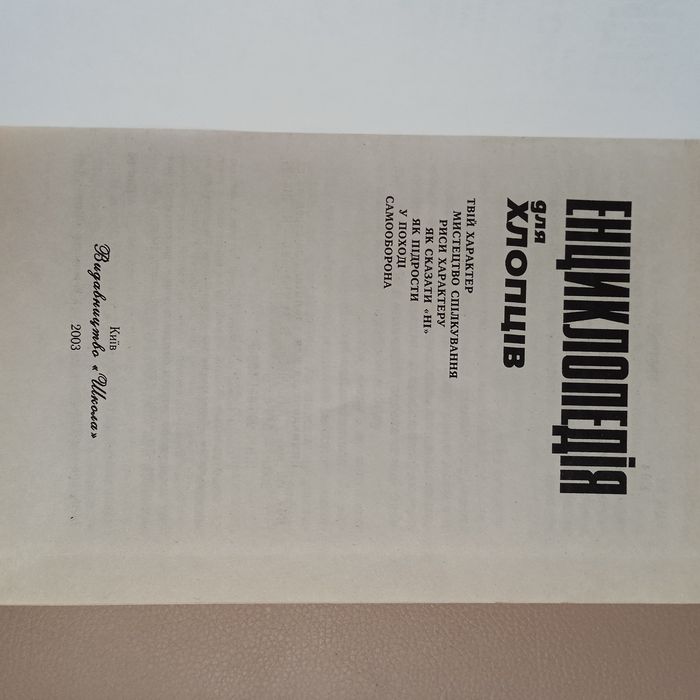 ЕНЦИКЛОПЕДІЯ
для
ХЛОПЦІВ
ТВІЙ ХАРАКТЕР
МИСТЕЦТВО СПІЛКУВАННЯ
РИСИ ХАРАКТЕРУ
ЯК СКАЗАТИ «НІ»
ЯК ПІДРОСТИ
У ПОХОДІ
САМООБОРОНА
Київ
Видавництво «Школа»
2003